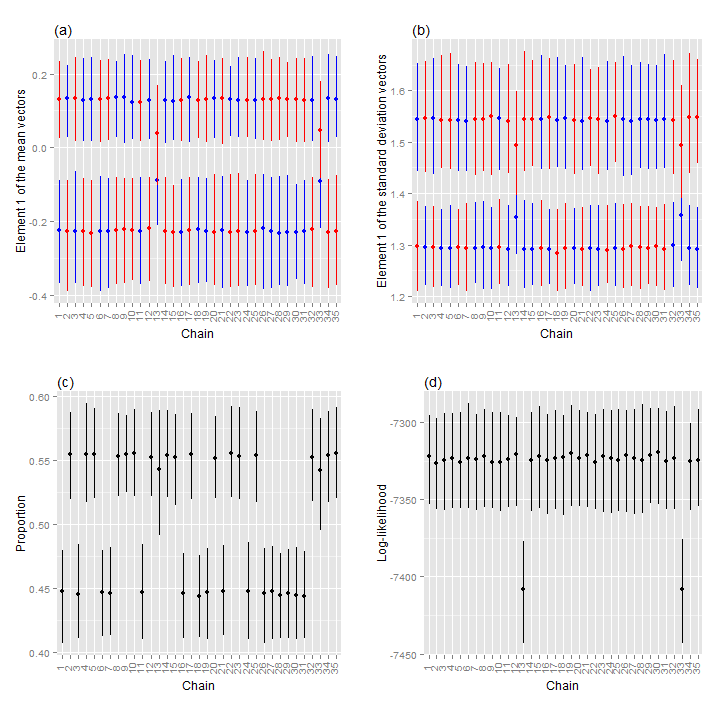 (a)
Element 1 of the mean vectors
0.2
0.0
-0.2
-0.4
1 2 3 4 5 6 7 8 9 10 11 12 13 14 15 16 17 18 19 20 21 22 23 24 25 26 27 28 29 30 31 32 33 34 35
Chain
(b)
Element 1 of the standard deviation vectors
1.6
1.5
1.4
1.3
1.2
1 2 3 4 5 6 7 8 9 10 11 12 13 14 15 16 17 18 19 20 21 22 23 24 25 26 27 28 29 30 31 32 33 34 35
Chain
(c)
Proportion
0.60
0.55
0.50
0.45
0.40
1 2 3 4 5 6 7 8 9 10 11 12 13 14 15 16 17 18 19 20 21 22 23 24 25 26 27 28 29 30 31 32 33 34 35
Chain
(d)
Log-likelihood
-7300
-7350
-7400
-7450
1 2 3 4 5 6 7 8 9 10 11 12 13 14 15 16 17 18 19 20 21 22 23 24 25 26 27 28 29 30 31 32 33 34 35
Chain